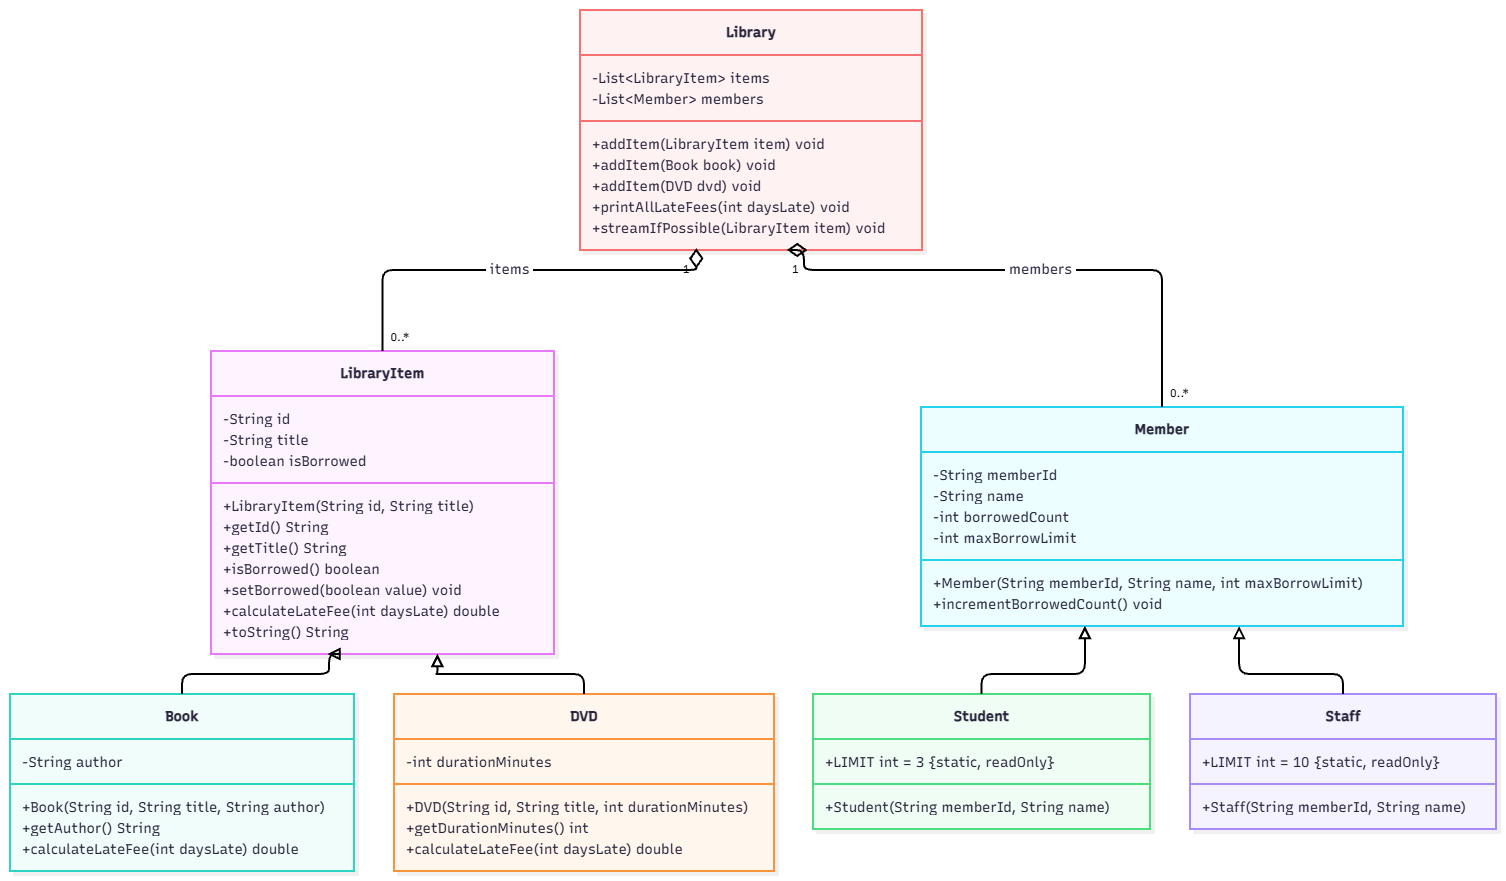 Library
-List<LibraryItem> items
-List<Member> members
+addItem(LibraryItem item) void
+addItem(Book book) void
+addItem(DVD dvd) void
+printAllLateFees(int daysLate) void
+streamIfPossible(LibraryItem item) void
1
1
items
members
0..*
0..*
LibraryItem
-String id
-String title
-boolean isBorrowed
+LibraryItem(String id, String title)
+getId() String
+getTitle() String
+isBorrowed() boolean
+setBorrowed(boolean value) void
+calculateLateFee(int daysLate) double
+toString() String
Member
-String memberId
-String name
-int borrowedCount
-int maxBorrowLimit
+Member(String memberId, String name, int maxBorrowLimit)
+incrementBorrowedCount() void
Book
-String author
+Book(String id, String title, String author)
+getAuthor() String
+calculateLateFee(int daysLate) double
DVD
-int durationMinutes
+DVD(String id, String title, int durationMinutes)
+getDurationMinutes() int
+calculateLateFee(int daysLate) double
Student
+LIMIT int = 3 {static, readOnly}
+Student(String memberId, String name)
Staff
+LIMIT int = 10 {static, readOnly}
+Staff(String memberId, String name)